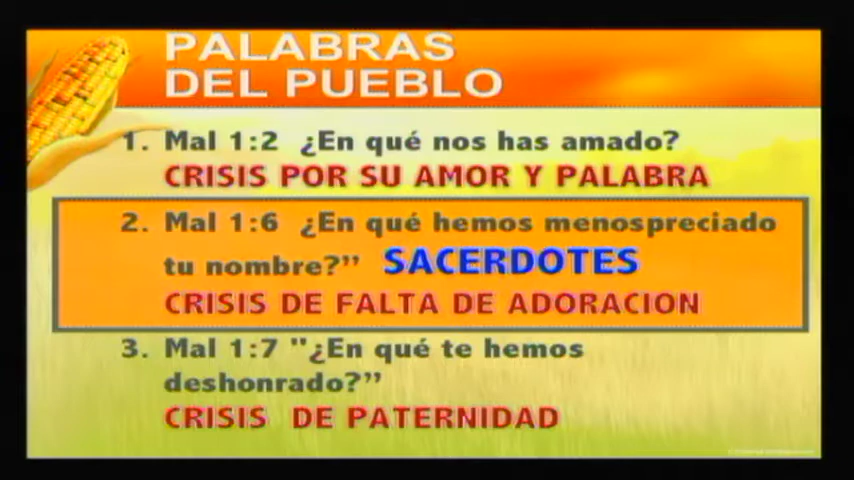 PALABRAS
DEL PUEBLO
1. Mal 1:2 ¿En qué nos has amado?
CRISIS POR SU AMOR Y PALABRA
2. Mal 1:6 ¿En qué hemos menospreciado
tu nombre?” SACERDOTES
CRISIS DE FALTA DE ADORACION
3. Mal 1:7 "¿En qué te hemos
deshonrado?”
CRISIS DE PATERNIDAD